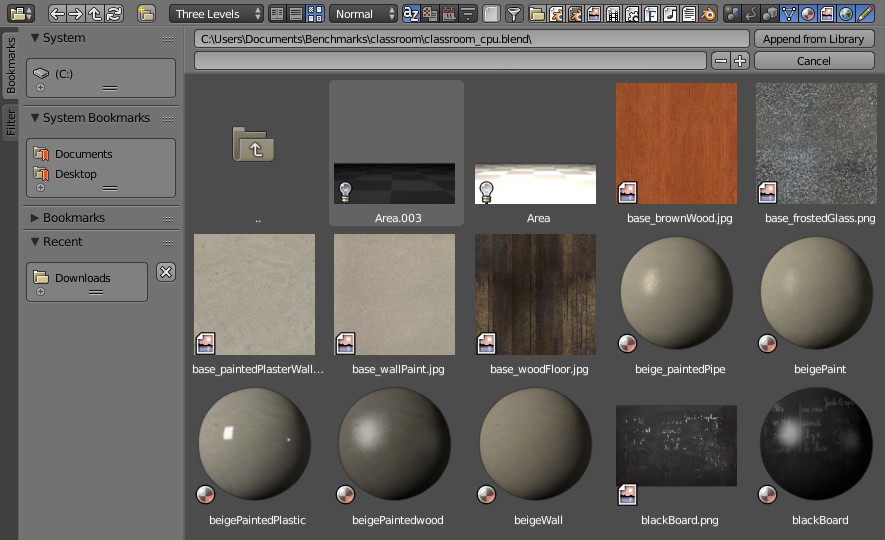 Three Levels
Normal
Bookmarks
Filter
System
(C:)
System Bookmarks
Documents
Desktop
Bookmarks
Recent
Downloads
C:\Users\Documents\Benchmarks\classroom\classroom_cpu.blend\
Append from Library
Cancel
..
Area.003
Area
base_brownWood.jpg
base_frostedGlass.png
base_paintedPlasterWall...
base_wallPaint.jpg
base_woodFloor.jpg
beige_paintedPipe
beigePaint
beigePaintedPlastic
beigePaintedwood
beigeWall
blackBoard.png
blackBoard